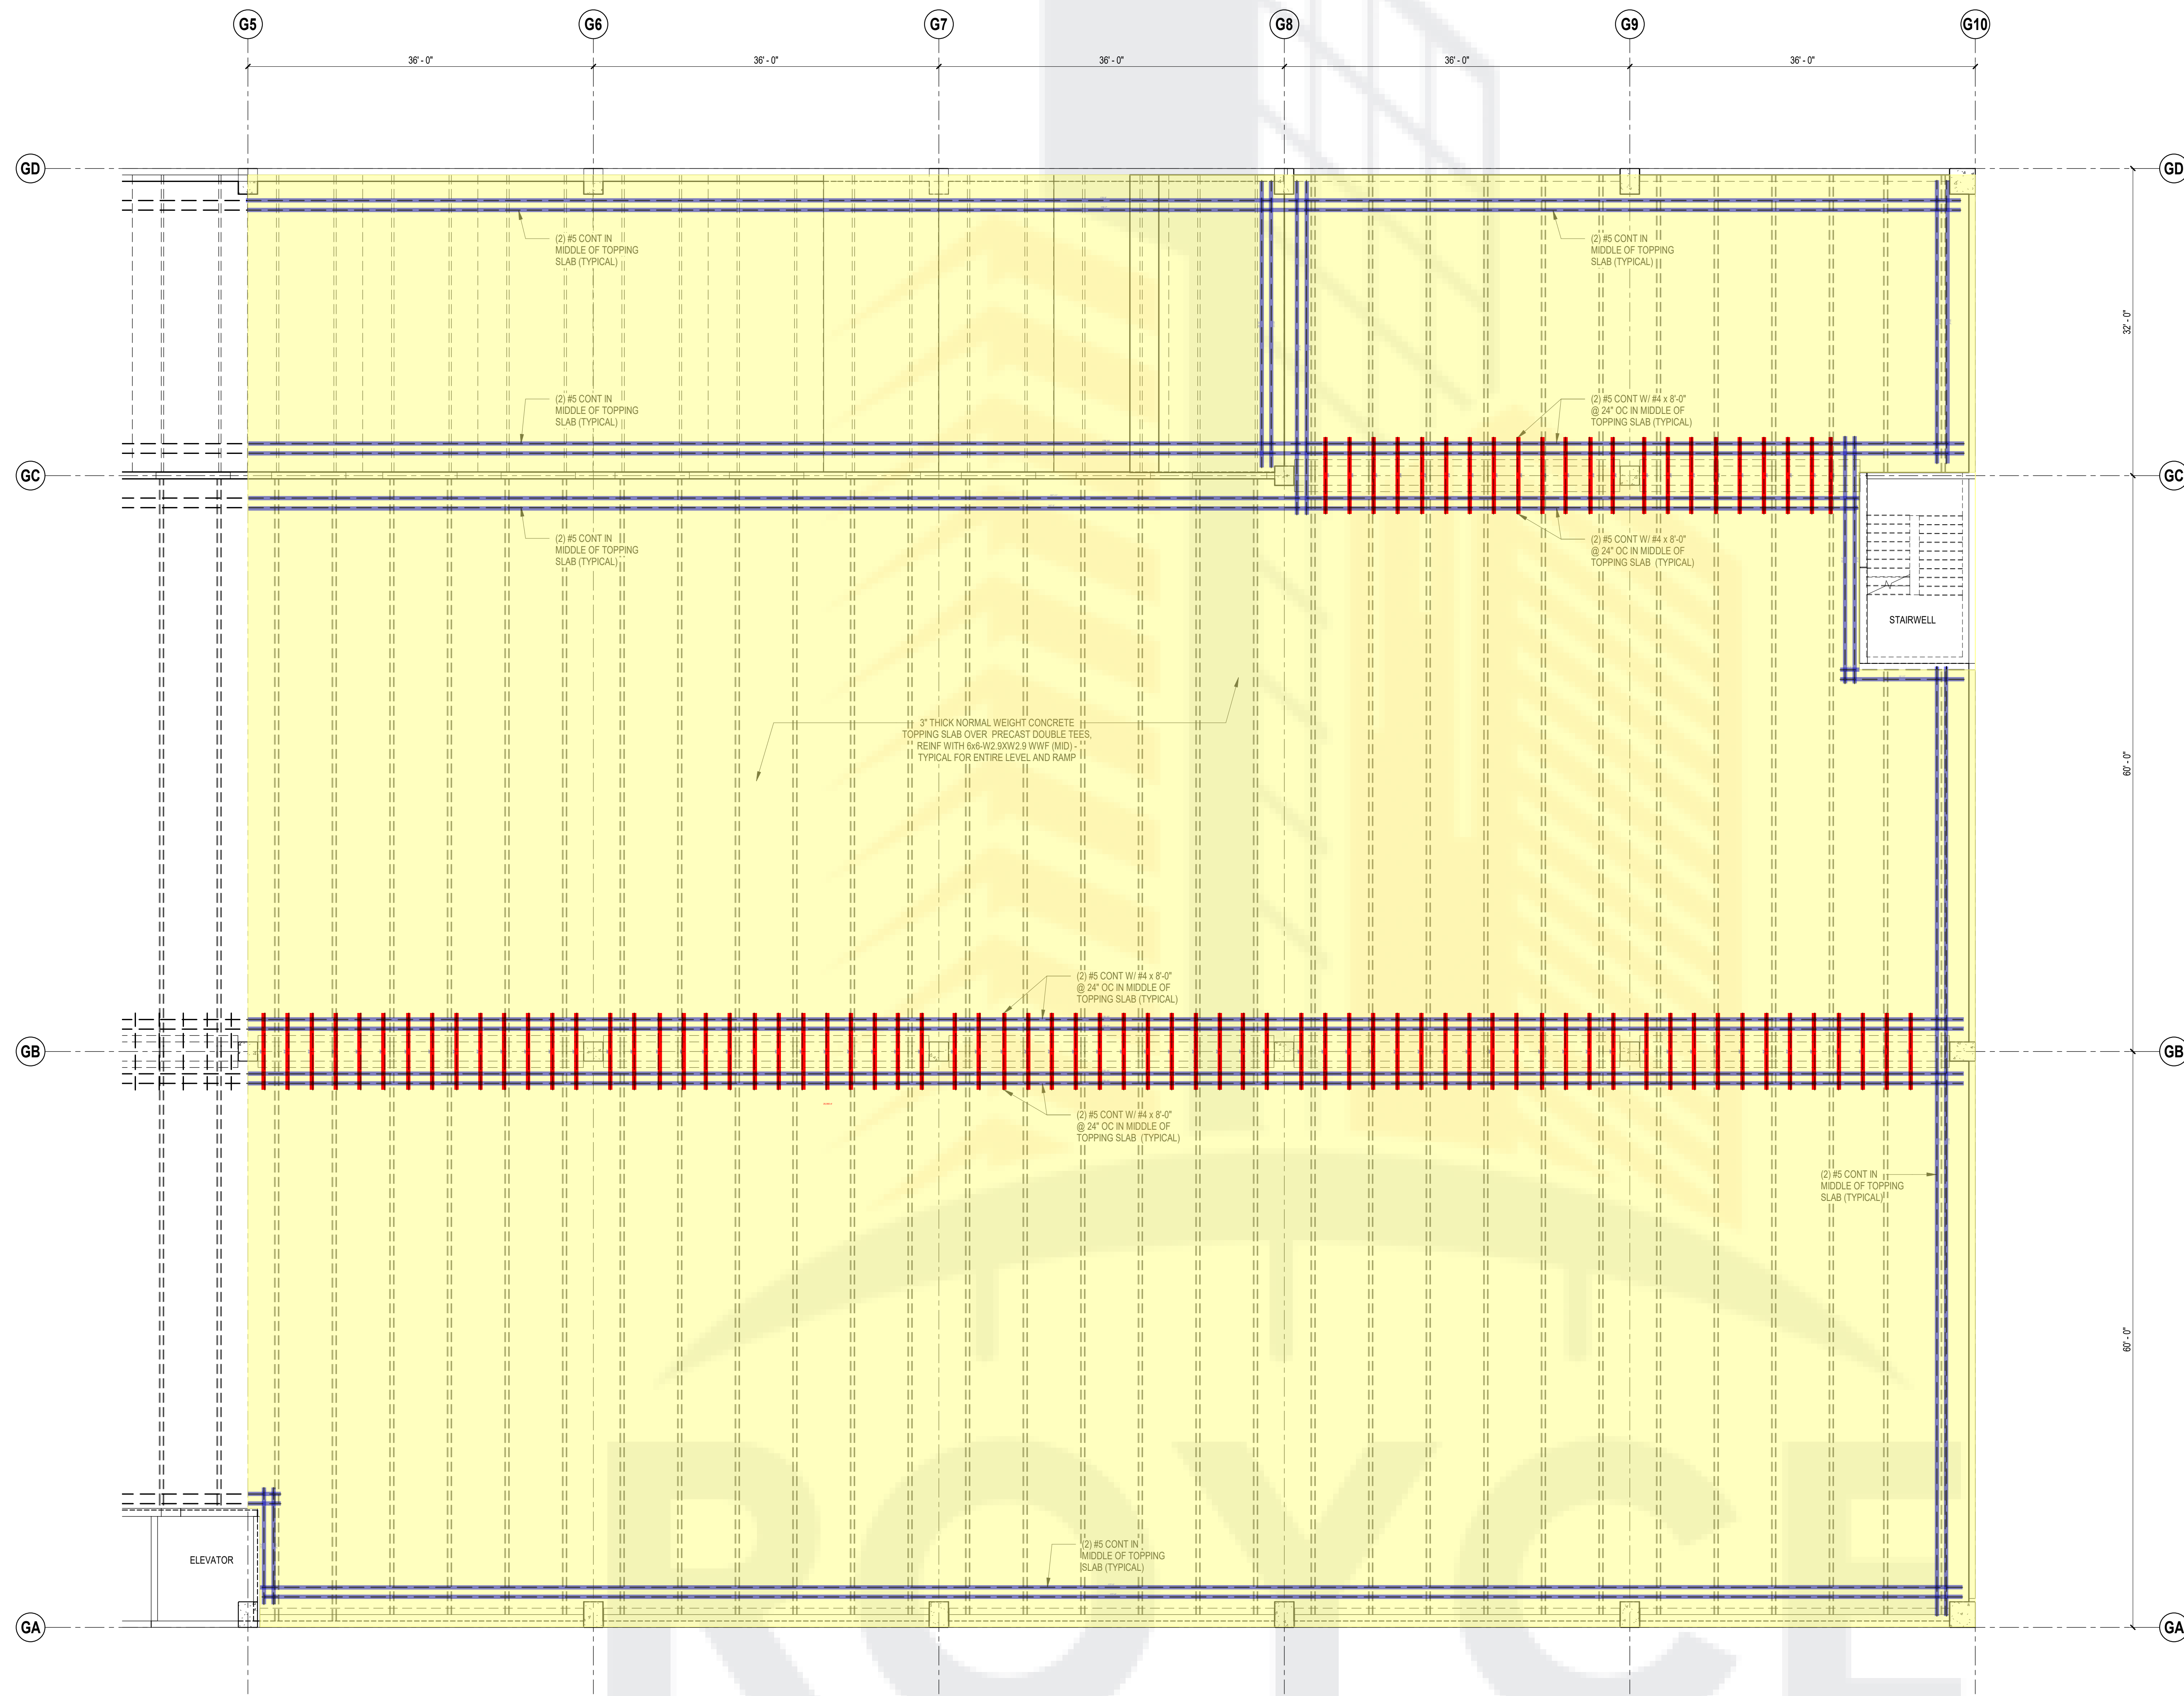 G5
G6
G7
G8
G9
G10
36' - 0"
36' - 0"
36' - 0"
36' - 0"
36' - 0"
GD
GD
(2) #5 CONT IN
MIDDLE OF TOPPING
SLAB (TYPICAL)
(2) #5 CONT IN
MIDDLE OF TOPPING
SLAB (TYPICAL)
32' - 0"
(2) #5 CONT IN
MIDDLE OF TOPPING
SLAB (TYPICAL)
(2) #5 CONT W/ #4 x 8'-0"
@ 24" OC IN MIDDLE OF
TOPPING SLAB (TYPICAL)
GC
GC
(2) #5 CONT IN
MIDDLE OF TOPPING
SLAB (TYPICAL)
(2) #5 CONT W/ #4 x 8'-0"
@ 24" OC IN MIDDLE OF
TOPPING SLAB (TYPICAL)
STAIRWELL
3" THICK NORMAL WEIGHT CONCRETE
TOPPING SLAB OVER PRECAST DOUBLE TEES,
REINF WITH 6x6-W2.9XW2.9 WWF (MID) -
TYPICAL FOR ENTIRE LEVEL AND RAMP
60' - 0"
(2) #5 CONT W/ #4 x 8'-0"
@ 24" OC IN MIDDLE OF
TOPPING SLAB (TYPICAL)
GB
GB
(2) #5 CONT W/ #4 x 8'-0"
@ 24" OC IN MIDDLE OF
TOPPING SLAB (TYPICAL)
(2) #5 CONT IN
MIDDLE OF TOPPING
SLAB (TYPICAL)
60' - 0"
ELEVATOR
(2) #5 CONT IN
MIDDLE OF TOPPING
SLAB (TYPICAL)
GA
GA
ROYCE